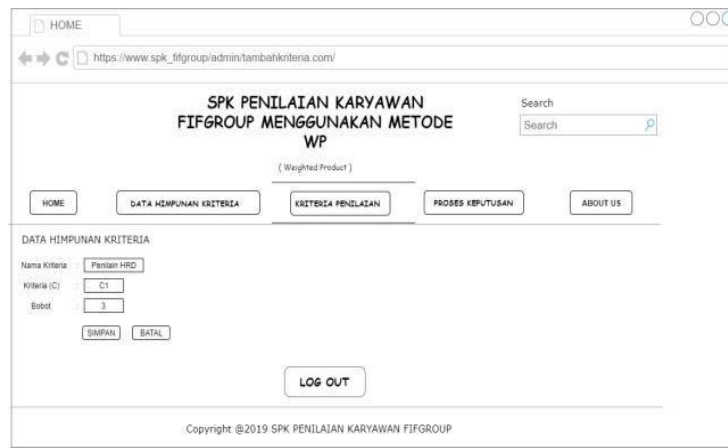 HOME
https://www.spk_fifgroup/admin/tambahkriteria.com/
SPK PENILAIAN KARYAWAN
FIFGROUP MENGGUNAKAN METODE
WP
( Weighted Product )
Search
Search
HOME
DATA HIMPUNAN KRITERIA
KRITERIA PENILAIAN
PROSES KEPUTUSAN
ABOUT US
DATA HIMPUNAN KRITERIA
Nama Kriteria : Penilain HRD
Kriteria (C) : C1
Bobot : 3
SIMPAN BATAL
LOG OUT
Copyright @2019 SPK PENILAIAN KARYAWAN FIFGROUP